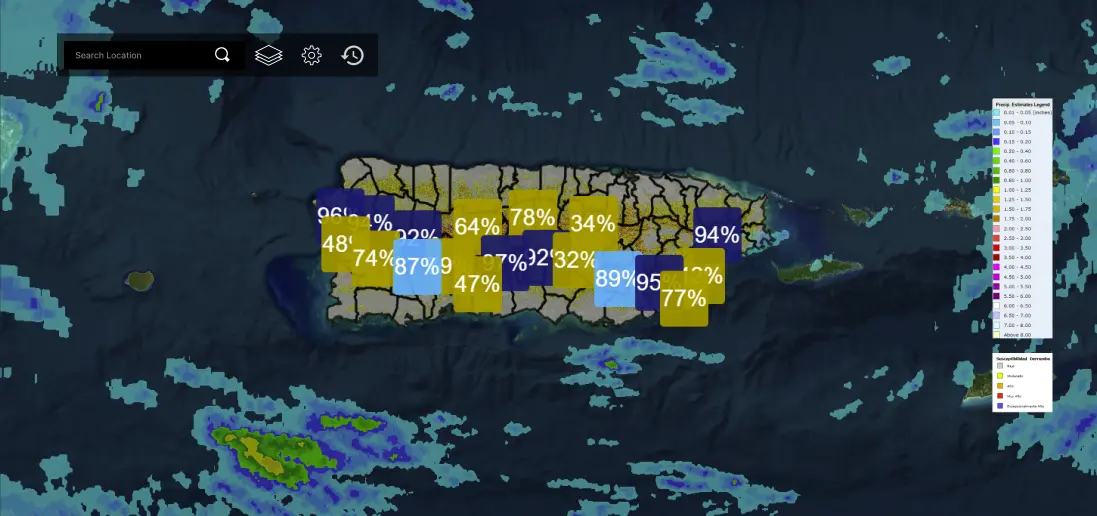 Search Location
Precip. Estimates Legend
0.01 - 0.05 (inches)
0.05 - 0.10
0.10 - 0.15
0.15 - 0.20
0.20 - 0.40
0.40 - 0.60
0.60 - 0.80
0.80 - 1.00
1.00 - 1.25
1.25 - 1.50
1.50 - 1.75
1.75 - 2.00
2.00 - 2.50
2.50 - 3.00
3.00 - 3.50
3.50 - 4.00
4.00 - 4.50
4.50 - 5.00
5.00 - 5.50
5.50 - 6.00
6.00 - 6.50
6.50 - 7.00
7.00 - 8.00
Above 8.00
78%
64%
34%
92%
94%
74%
87%
97%
32%
47%
89%
95
77%
Susceptibilidad Derrumbe
Bajo
Moderado
Alto
Muy Alto
Excepcionalmente Alto